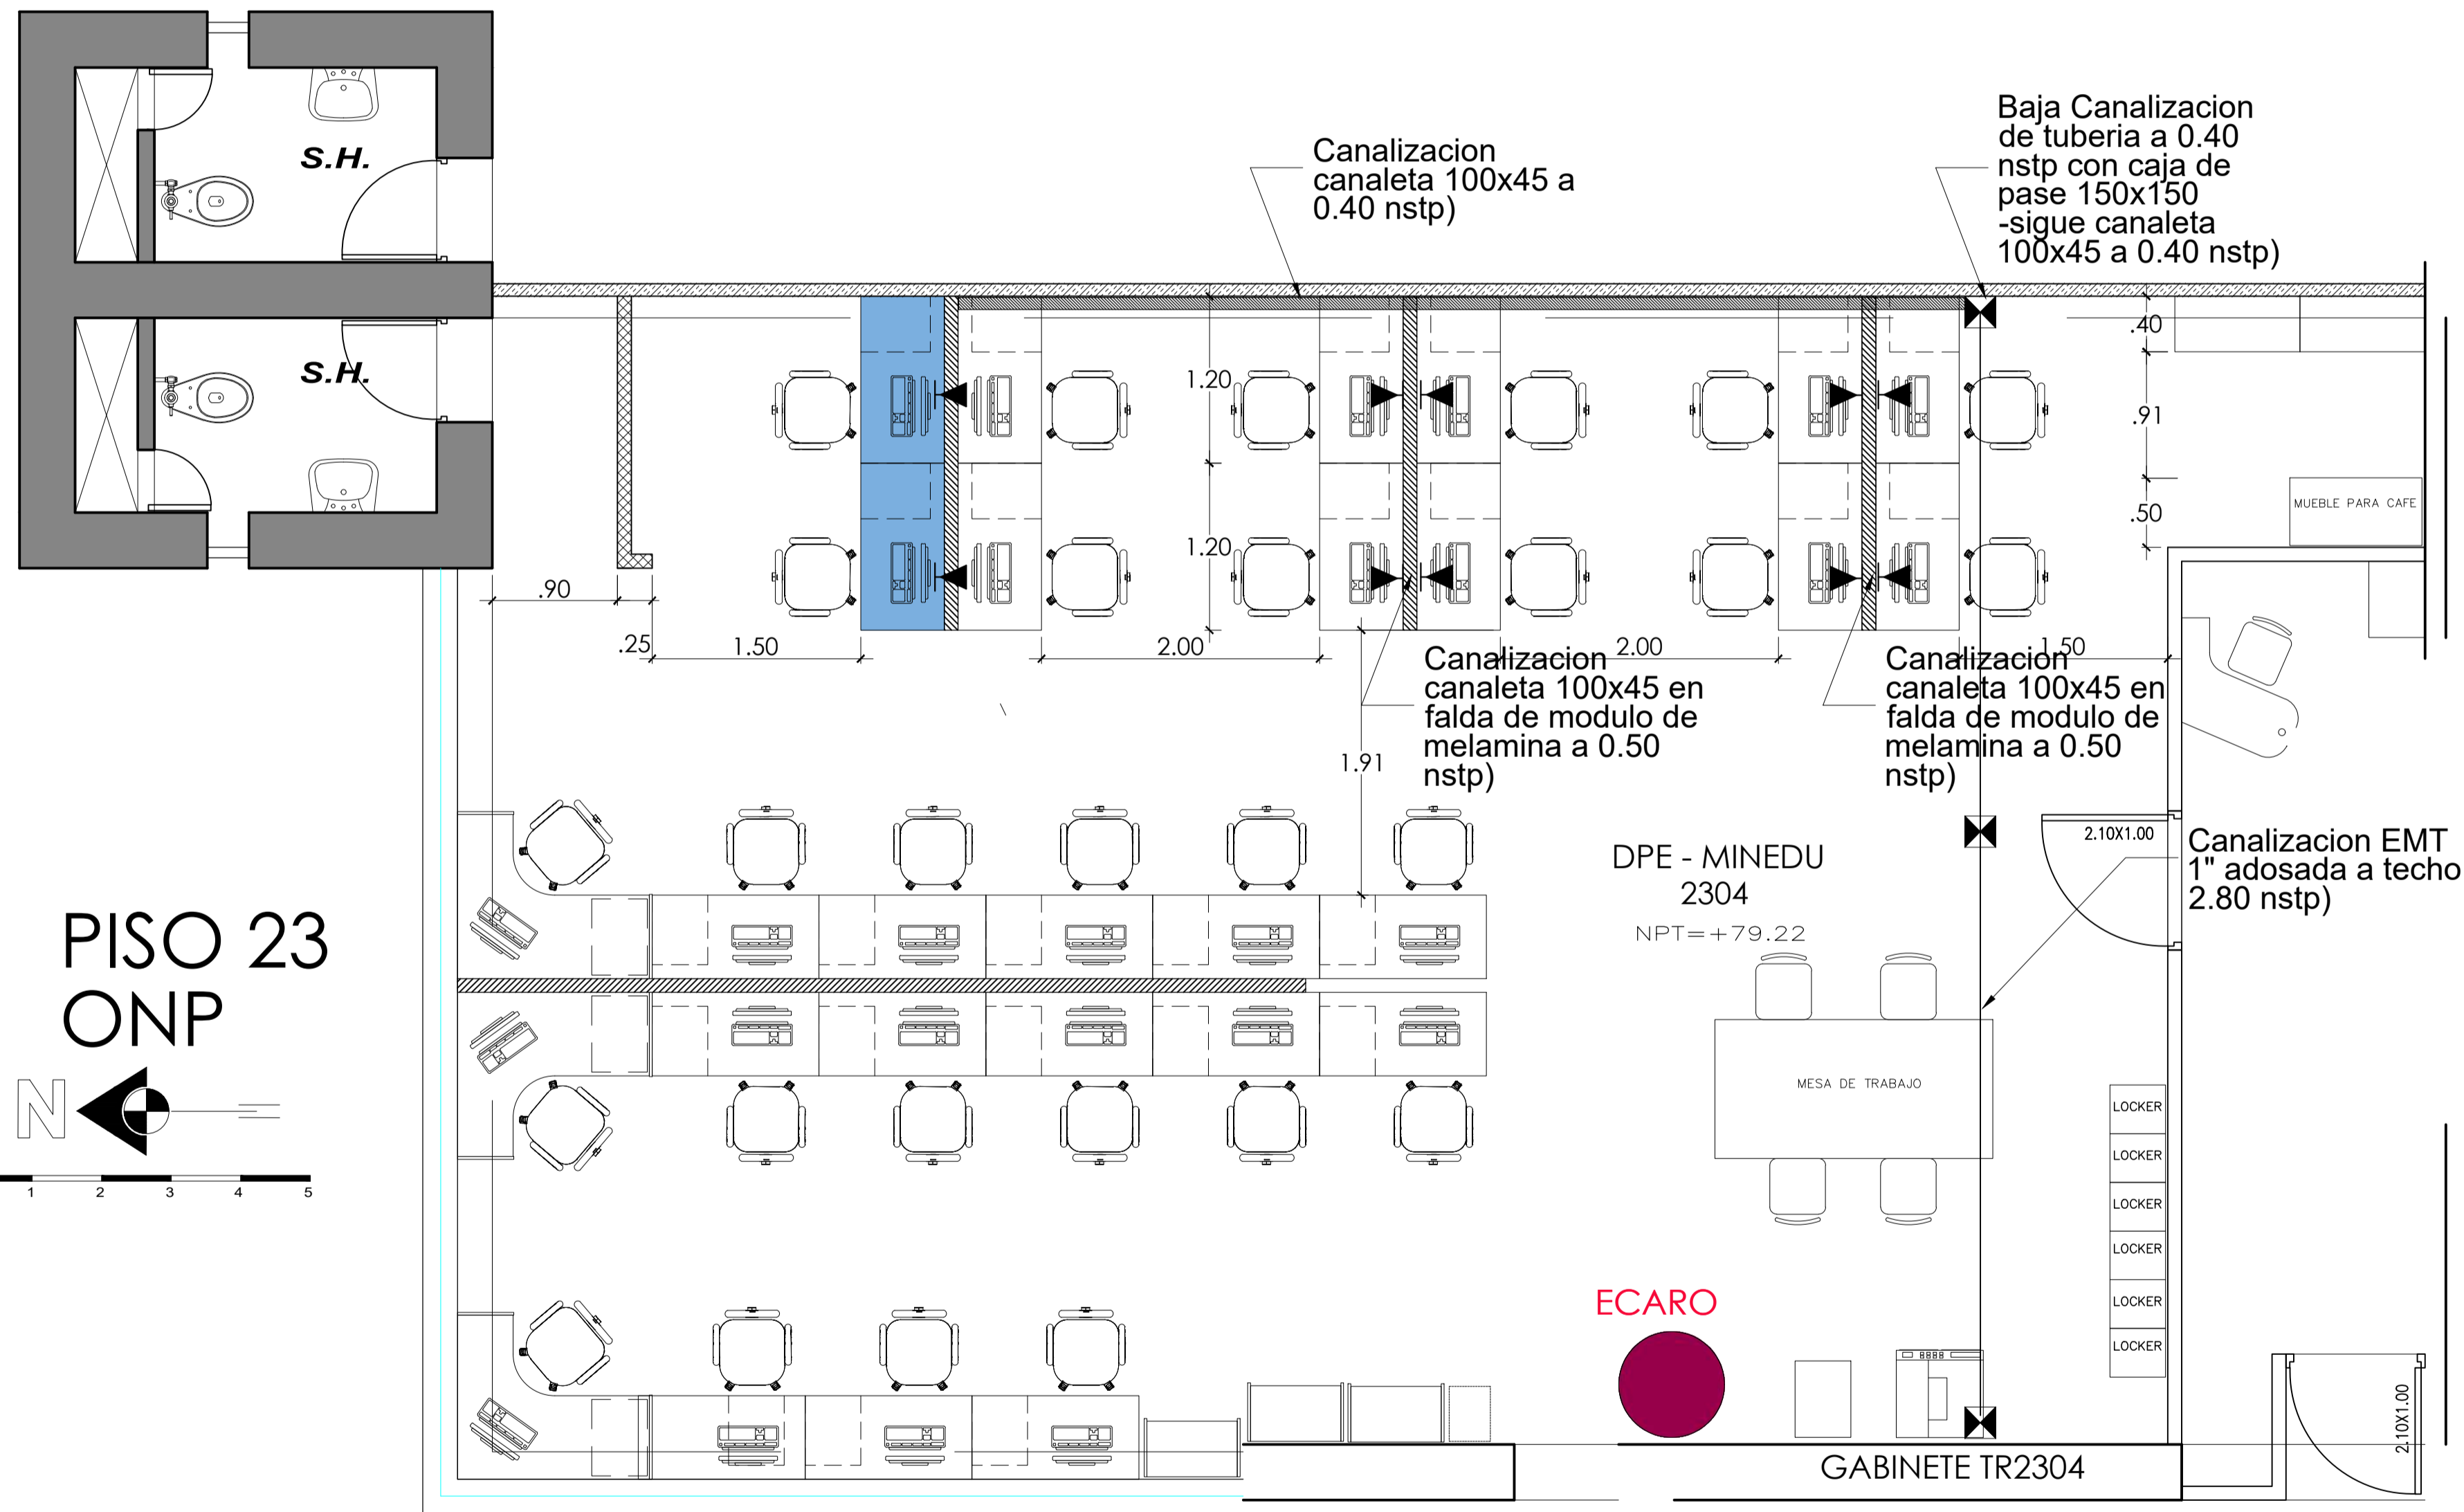 Baja Canalizacion
de tuberia a 0.40
nstp con caja de
pase 150x150
-sigue canaleta
100x45 a 0.40 nstp)
Canalizacion
canaleta 100x45 a
0.40 nstp)
S.H.
S.H.
.40
1.20
.91
.50
1.20
MUEBLE PARA CAFE
.90
.25
1.50
2.00
2.00
1.50
Canalizacion
canaleta 100x45 en
falda de modulo de
melamina a 0.50
nstp)
Canalizacion
canaleta 100x45 en
falda de modulo de
melamina a 0.50
nstp)
1.91
2.10X1.00
Canalizacion EMT
1" adosada a techo
2.80 nstp)
DPE - MINEDU
2304
NPT=+79.22
PISO 23
ONP
N
1 2 3 4 5
MESA DE TRABAJO
LOCKER
LOCKER
LOCKER
LOCKER
LOCKER
LOCKER
ECARO
2.10X1.00
GABINETE TR2304